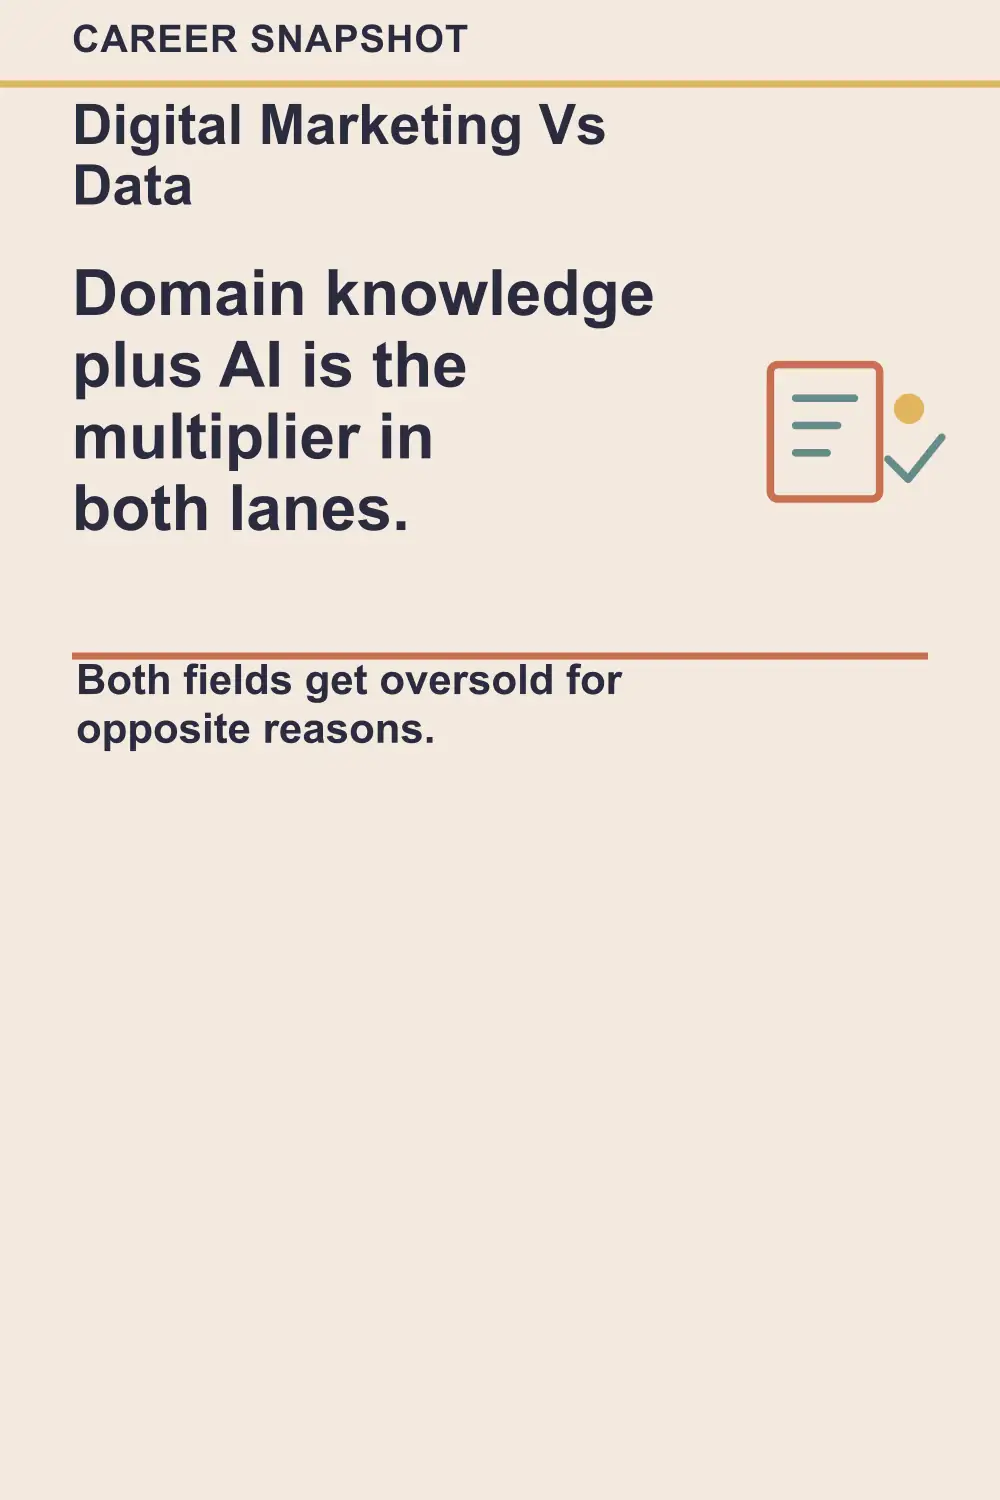 CAREER SNAPSHOT
Digital Marketing Vs
Data
Domain knowledge
plus AI is the
multiplier in
both lanes.
Both fields get oversold for
opposite reasons.